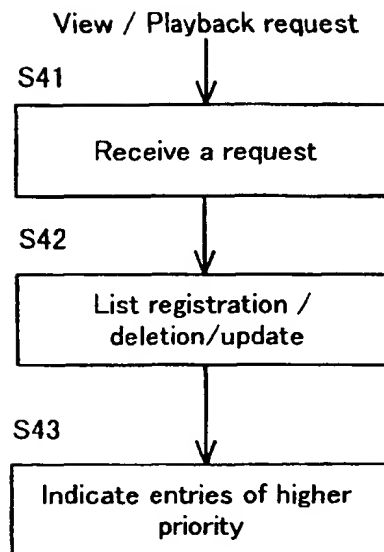 View / Playback request
S41
Receive a request
S42
List registration /
deletion/update
S43
Indicate entries of higher
priority